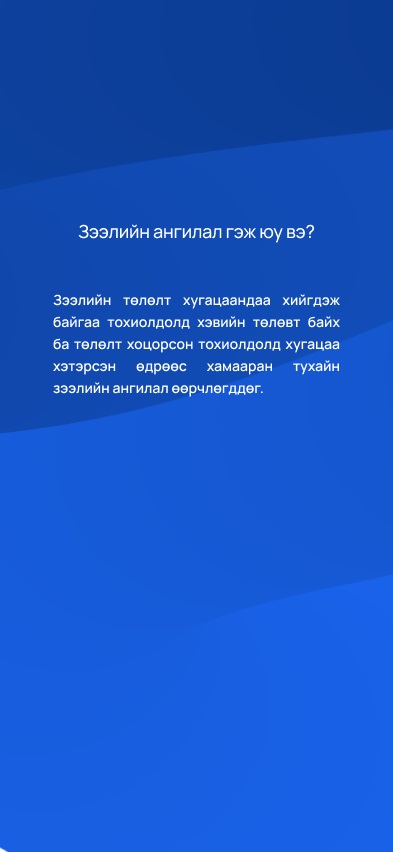 Зээлийн ангилал гэж юу вэ?
Зээлийн төлөлт хугацаандаа хийгдэж
байгаа тохиолдолд хэвийн төлөвт байх
ба төлөлт хоцорсон тохиолдолд хугацаа
хэтэрсэн өдрөөс хамааран тухайн
зээлийн ангилал өөрчлөгддөг.